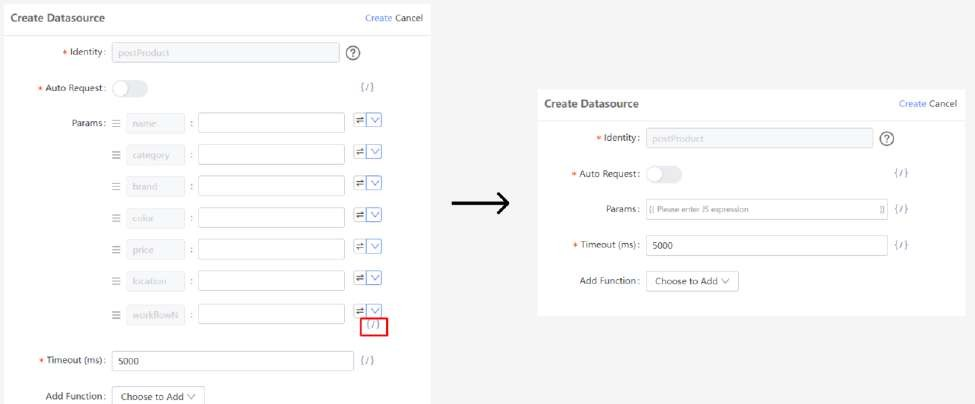 Create Datasource Create Cancel
* Identity: postProduct ?
* Auto Request: {/}
Params: name :
category :
brand :
color :
price :
location :
workflowN :
{/}
* Timeout (ms): 5000 {/}
Add Function: Choose to Add
Create Datasource Create Cancel
* Identity: postProduct ?
* Auto Request: {/}
Params: {{ Please enter JS expression }} {/}
* Timeout (ms): 5000 {/}
Add Function: Choose to Add